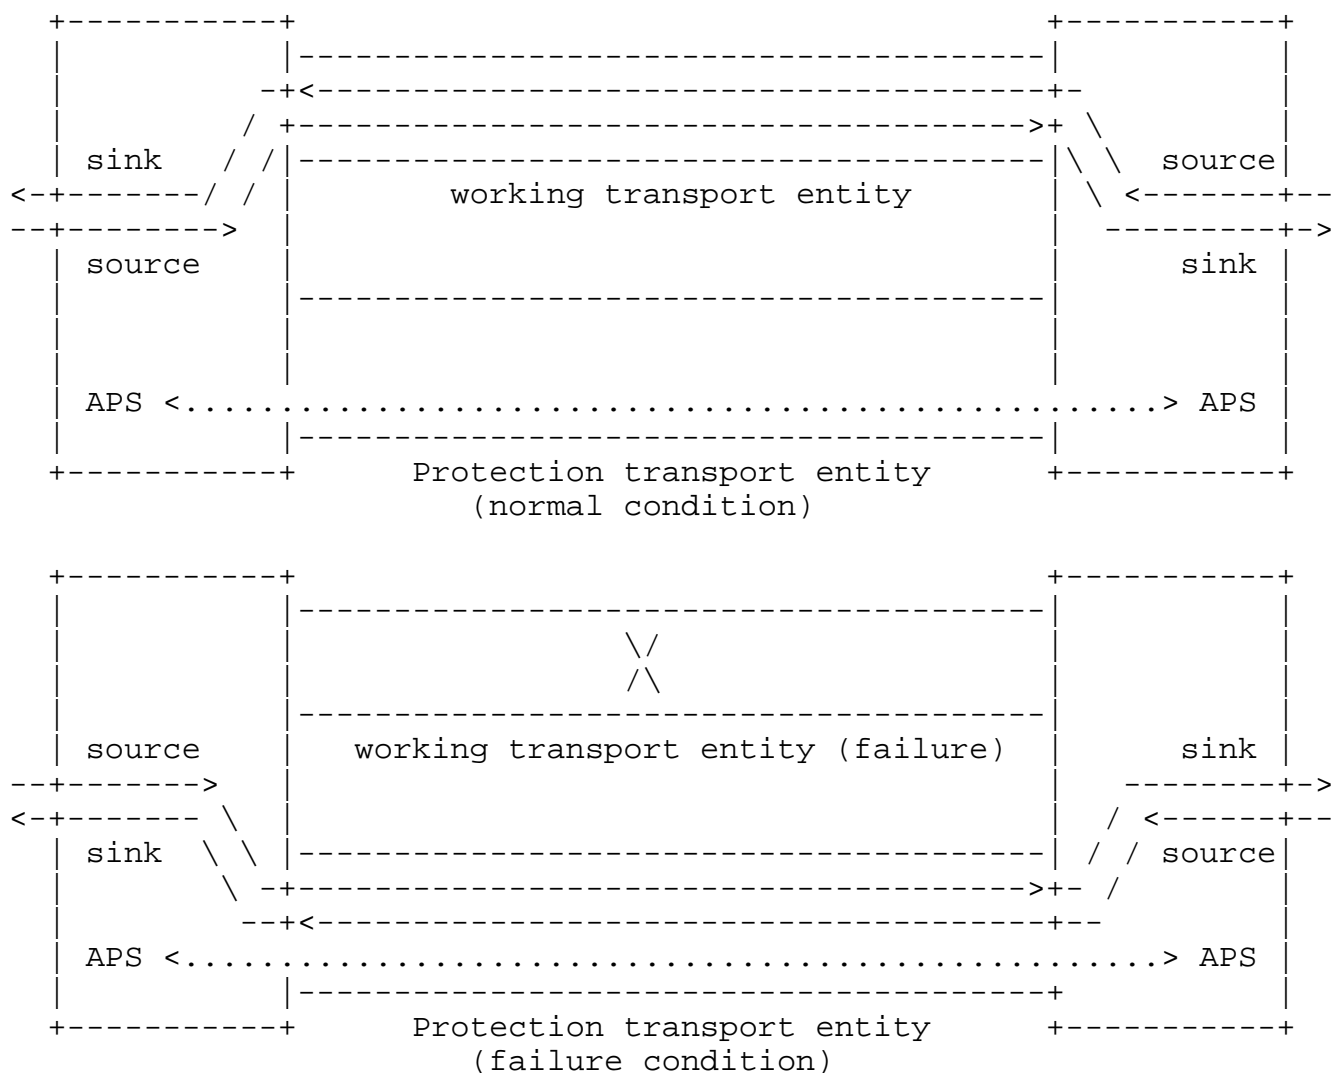 sink source
working transport entity
source sink
APS APS
Protection transport entity
(normal condition)
source sink
working transport entity (failure)
sink source
APS APS
Protection transport entity
(failure condition)